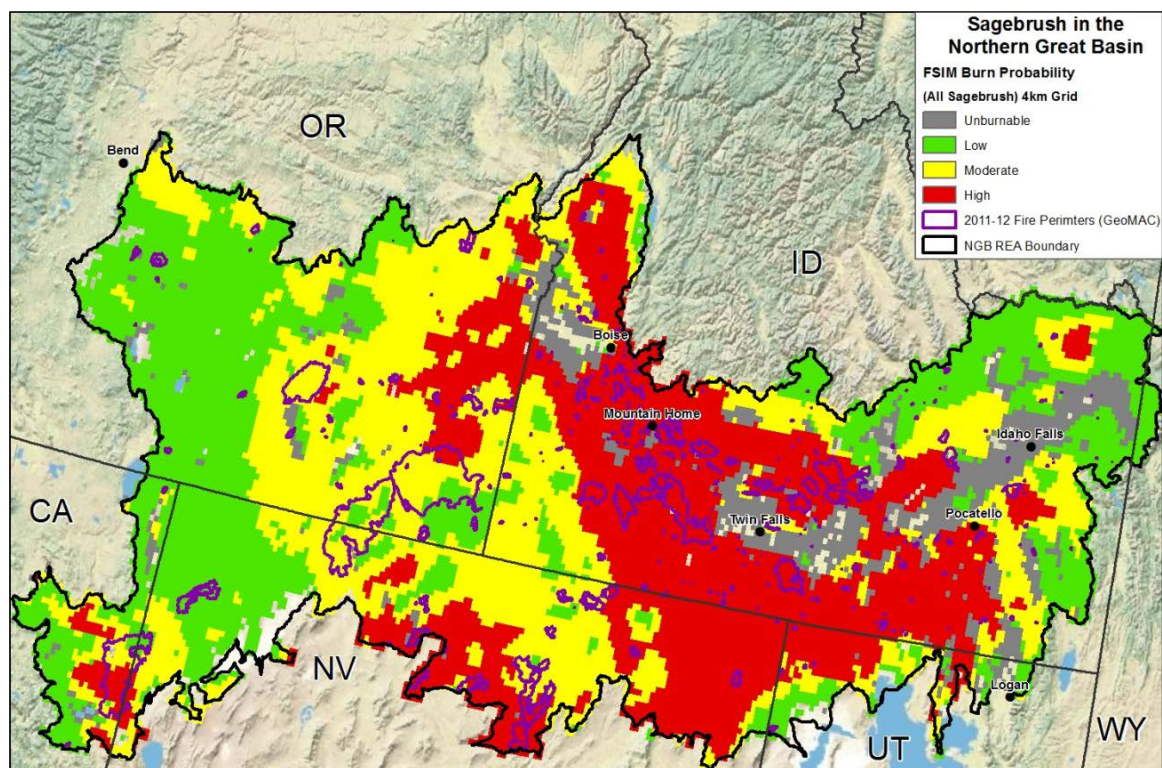 Sagebrush in the
Northern Great Basin
FSIM Burn Probability
(All Sagebrush) 4km Grid
Unburnable
Low
Moderate
High
2011-12 Fire Perimters (GeoMAC)
NGB REA Boundary
OR
Bend
ID
Boise
Mountain Home
Idaho Falls
CA
Twin Falls
Pocatello
NV
Logan
WY
UT